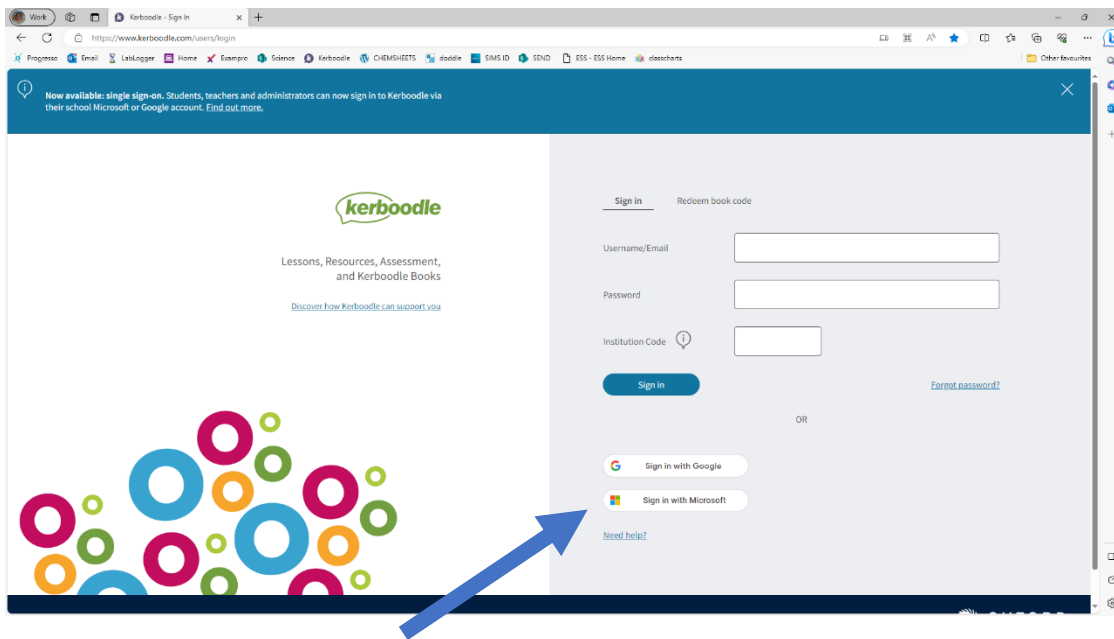 Work
Kerboodle - Sign In
https://www.kerboodle.com/users/login
Progresso Email LabLogger Home Exampro Science Kerboodle CHEMSHEETS doddle SIMS ID SEND ESS - ESS Home classcharts Other favourites
Now available: single sign-on. Students, teachers and administrators can now sign in to Kerboodle via
their school Microsoft or Google account. Find out more.
kerboodle
Lessons, Resources, Assessment,
and Kerboodle Books
Discover how Kerboodle can support you
Sign in Redeem book code
Username/Email
Password
Institution Code
Sign in Forgot password?
OR
Sign in with Google
Sign in with Microsoft
Need help?